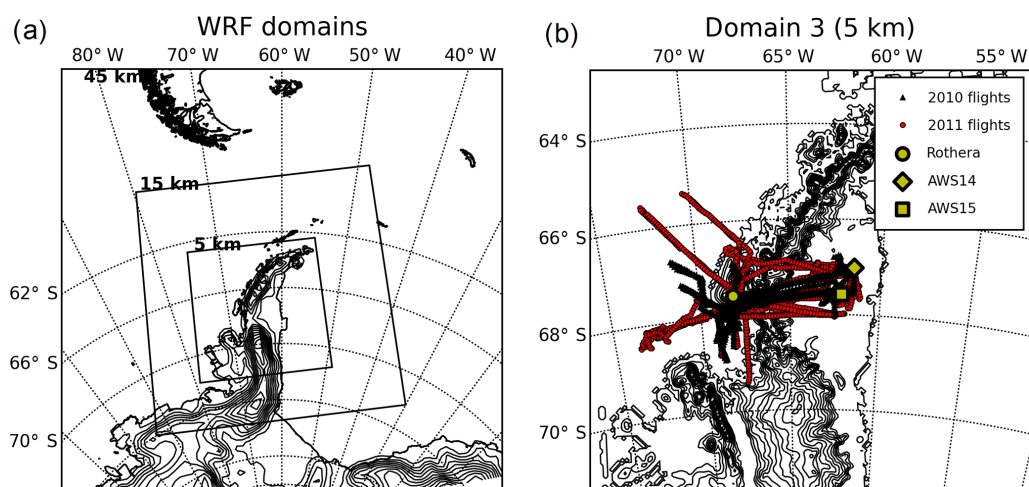 (a)
WRF domains
80° W 70° W 60° W 50° W 40° W
45 km
15 km
5 km
62° S
66° S
70° S
(b)
Domain 3 (5 km)
70° W 65° W 60° W 55° W
2010 flights
2011 flights
Rothera
AWS14
AWS15
64° S
66° S
68° S
70° S